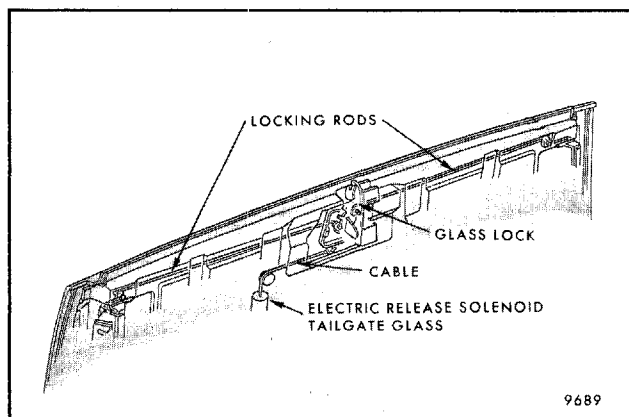 LOCKING RODS
GLASS LOCK
CABLE
ELECTRIC RELEASE SOLENOID
TAILGATE GLASS
9689